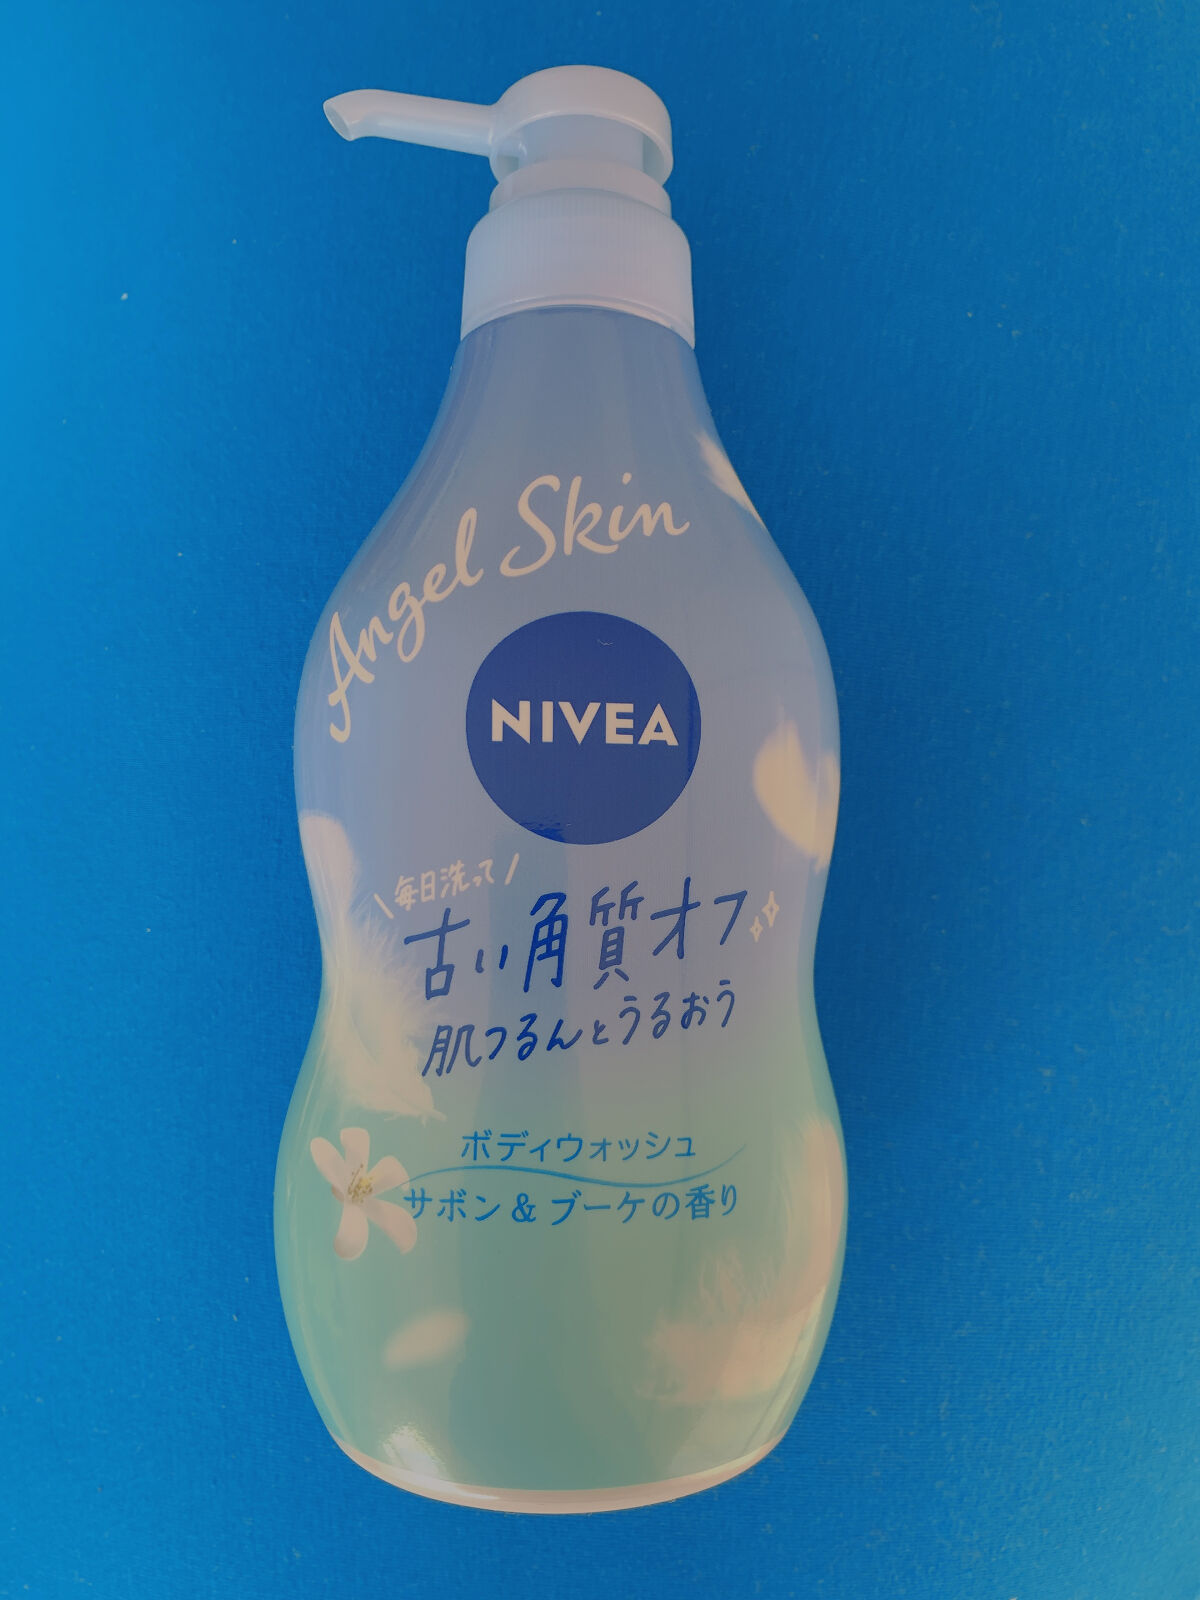 Angel Skin
NIVEA
\毎日洗って/
古い角質オフ
肌つるんとうるおう
ボディウォッシュ
サボン&ブーケの香り